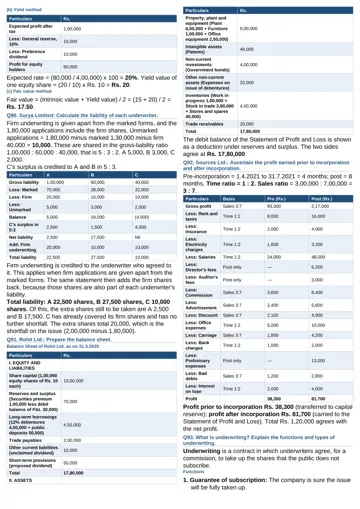 (b) Yield method
Particulars Rs.
Expected profit after tax 1,00,000
Less: General reserve, 10% 10,000
Less: Preference dividend 10,000
Profit for equity holders 80,000
Expected rate = (80,000 / 4,00,000) x 100 = 20%. Yield value of
one equity share = (20 / 10) x Rs. 10 = Rs. 20.
(c) Fair value method
Fair value = (Intrinsic value + Yield value) / 2 = (15 + 20) / 2 =
Rs. 17.50.
Q90. Suraj Limited: Calculate the liability of each underwriter.
Firm underwriting is given apart from the marked forms, and the
1,80,000 applications include the firm shares. Unmarked
applications = 1,80,000 minus marked 1,30,000 minus firm
40,000 = 10,000. These are shared in the gross-liability ratio
1,00,000 : 60,000 : 40,000, that is 5 : 3 : 2. A 5,000, B 3,000, C
2,000.
C's surplus is credited to A and B in 5 : 3.
Particulars A B C
Gross liability 1,00,000 60,000 40,000
Less: Marked 70,000 28,000 32,000
Less: Firm 20,000 10,000 10,000
Less: Unmarked 5,000 3,000 2,000
Balance 5,000 19,000 (4,000)
C's surplus in 5:3 2,500 1,500 4,000
Net liability 2,500 17,500 Nil
Add: Firm underwriting 20,000 10,000 10,000
Total liability 22,500 27,500 10,000
Firm underwriting is credited to the underwriter who agreed to
it. This applies when firm applications are given apart from the
marked forms. The same statement then adds the firm shares
back, because those shares are also part of each underwriter's
liability.
Total liability: A 22,500 shares, B 27,500 shares, C 10,000
shares. Of this, the extra shares still to be taken are A 2,500
and B 17,500. C has already covered its firm shares and has no
further shortfall. The extra shares total 20,000, which is the
shortfall on the issue (2,00,000 minus 1,80,000).
Q91. Rohit Ltd.: Prepare the balance sheet.
Balance Sheet of Rohit Ltd. as on 31.3.2025
Particulars Rs.
I. EQUITY AND LIABILITIES
Share capital (1,00,000 equity shares of Rs. 10 each) 10,00,000
Reserves and surplus (Securities premium 1,00,000 less debit balance of P&L 30,000) 70,000
Long-term borrowings (12% debentures 4,00,000 + public deposits 50,000) 4,50,000
Trade payables 2,00,000
Other current liabilities (unclaimed dividend) 10,000
Short-term provisions (proposed dividend) 50,000
Total 17,80,000
II. ASSETS
Particulars Rs.
Property, plant and equipment (Plant 6,00,000 + Furniture 1,00,000 + Office equipment 2,00,000) 9,00,000
Intangible assets (Patents) 40,000
Non-current investments (Government bonds) 4,00,000
Other non-current assets (Expenses on issue of debentures) 20,000
Inventories (Work in progress 1,00,000 + Stock in trade 2,60,000 + Stores and spares 40,000) 4,00,000
Trade receivables 20,000
Total 17,80,000
The debit balance of the Statement of Profit and Loss is shown
as a deduction under reserves and surplus. The two sides
agree at Rs. 17,80,000.
Q92. Sources Ltd.: Ascertain the profit earned prior to incorporation
and after incorporation.
Pre-incorporation = 1.4.2021 to 31.7.2021 = 4 months; post = 8
months. Time ratio = 1 : 2. Sales ratio = 3,00,000 : 7,00,000 =
3 : 7.
Particulars Basis Pre (Rs.) Post (Rs.)
Gross profit Sales 3:7 93,000 2,17,000
Less: Rent and taxes Time 1:2 8,000 16,000
Less: Insurance Time 1:2 2,000 4,000
Less: Electricity charges Time 1:2 1,600 3,200
Less: Salaries Time 1:2 24,000 48,000
Less: Director's fees Post only — 6,200
Less: Auditor's fees Post only — 3,000
Less: Commission Sales 3:7 3,600 8,400
Less: Advertisement Sales 3:7 2,400 5,600
Less: Discount Sales 3:7 2,100 4,900
Less: Office expenses Time 1:2 5,000 10,000
Less: Carriage Sales 3:7 3,000 7,000
Less: Bank charges Time 1:2 1,000 2,000
Less: Preliminary expenses Post only — 13,000
Less: Bad debts Sales 3:7 1,200 2,800
Less: Interest on loan Time 1:2 2,000 4,000
Profit 38,300 81,700
Profit prior to incorporation Rs. 38,300 (transferred to capital
reserve); profit after incorporation Rs. 81,700 (carried to the
Statement of Profit and Loss). Total Rs. 1,20,000 agrees with
the net profit.
Q93. What is underwriting? Explain the functions and types of
underwriting.
Underwriting is a contract in which underwriters agree, for a
commission, to take up the shares that the public does not
subscribe.
Functions
1. Guarantee of subscription: The company is sure the issue
will be fully taken up.